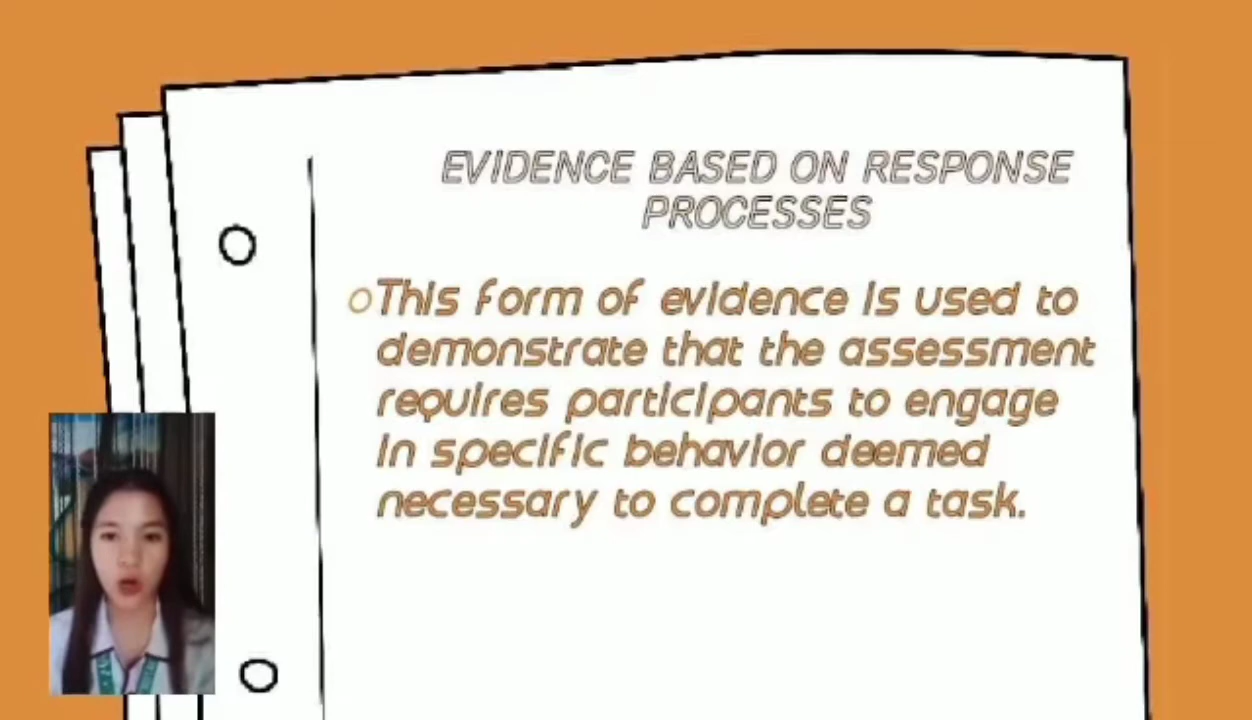 EVIDENCE BASED ON RESPONSE
PROCESSES
This form of evidence is used to
demonstrate that the assessment
requires participants to engage
in specific behavior deemed
necessary to complete a task.